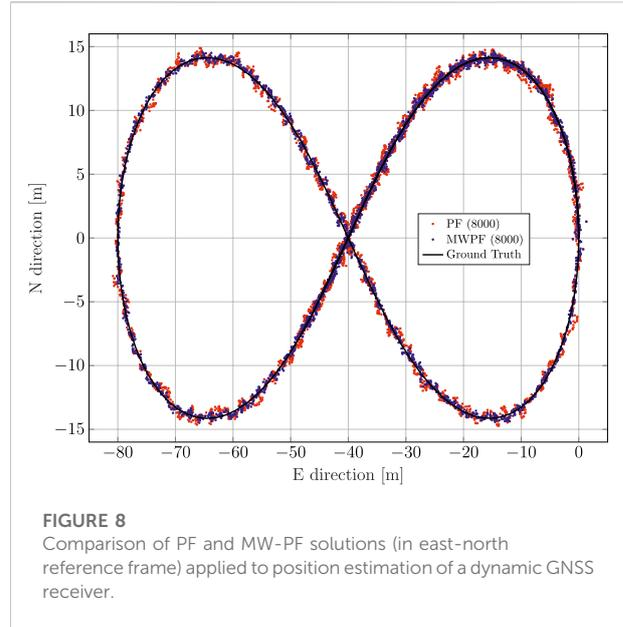 15
10
5
0
−5
−10
−15
N direction [m]
PF (8000)
MWPF (8000)
Ground Truth
−80 −70 −60 −50 −40 −30 −20 −10 0
E direction [m]
FIGURE 8
Comparison of PF and MW-PF solutions (in east-north
reference frame) applied to position estimation of a dynamic GNSS
receiver.